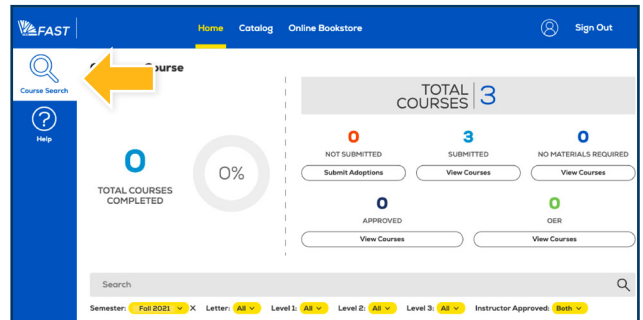 FAST
Home Catalog Online Bookstore Sign Out
Course Search
Help
Course
TOTAL COURSES 3
0
TOTAL COURSES COMPLETED
0%
0
NOT SUBMITTED
Submit Adoptions
3
SUBMITTED
View Courses
0
NO MATERIALS REQUIRED
View Courses
0
APPROVED
View Courses
0
OER
View Courses
Search
Semester: Fall 2021 X Letter: All Level 1: All Level 2: All Level 3: All Instructor Approved: Both